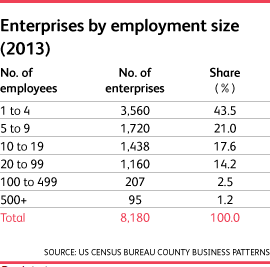 Enterprises by employment size
(2013)
No. of employees No. of enterprises Share (%)
1 to 4 3,560 43.5
5 to 9 1,720 21.0
10 to 19 1,438 17.6
20 to 99 1,160 14.2
100 to 499 207 2.5
500+ 95 1.2
Total 8,180 100.0
SOURCE: US CENSUS BUREAU COUNTY BUSINESS PATTERNS